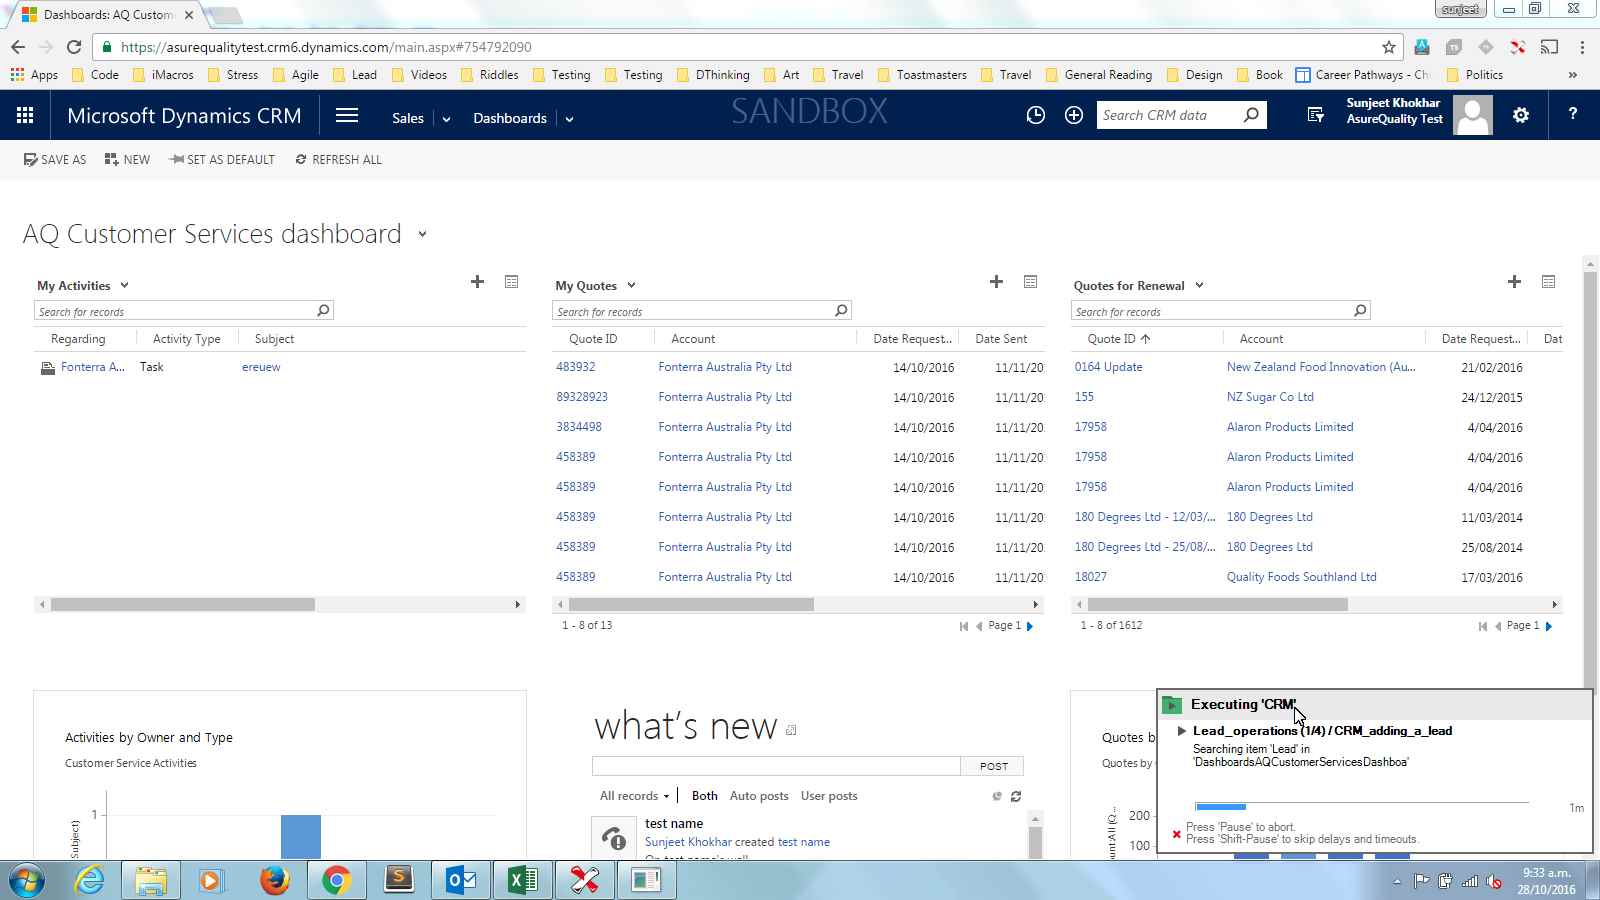 Dashboards: AQ Custom
sunjeet
https://asurequalitytest.crm6.dynamics.com/main.aspx#754792090
Apps Code iMacros Stress Agile Lead Videos Riddles Testing Testing DThinking Art Travel Toastmasters Travel General Reading Design Book Career Pathways - Ch Politics »
Microsoft Dynamics CRM Sales Dashboards SANDBOX Search CRM data Sunjeet Khokhar ?
AsureQuality Test
SAVE AS NEW SET AS DEFAULT REFRESH ALL
AQ Customer Services dashboard
My Activities
Search for records
Regarding Activity Type Subject
Fonterra A... Task ereuew
My Quotes
Search for records
Quote ID Account Date Request... Date Sent
483932 Fonterra Australia Pty Ltd 14/10/2016 11/11/20
89328923 Fonterra Australia Pty Ltd 14/10/2016 11/11/20
3834498 Fonterra Australia Pty Ltd 14/10/2016 11/11/20
458389 Fonterra Australia Pty Ltd 14/10/2016 11/11/20
458389 Fonterra Australia Pty Ltd 14/10/2016 11/11/20
458389 Fonterra Australia Pty Ltd 14/10/2016 11/11/20
458389 Fonterra Australia Pty Ltd 14/10/2016 11/11/20
458389 Fonterra Australia Pty Ltd 14/10/2016 11/11/20
1 - 8 of 13 Page 1
Quotes for Renewal
Search for records
Quote ID Account Date Request... Dat
0164 Update New Zealand Food Innovation (Au... 21/02/2016
155 NZ Sugar Co Ltd 24/12/2015
17958 Alaron Products Limited 4/04/2016
17958 Alaron Products Limited 4/04/2016
17958 Alaron Products Limited 4/04/2016
180 Degrees Ltd - 12/03/... 180 Degrees Ltd 11/03/2014
180 Degrees Ltd - 25/08/... 180 Degrees Ltd 25/08/2014
18027 Quality Foods Southland Ltd 17/03/2016
1 - 8 of 1612 Page 1
Activities by Owner and Type
Customer Service Activities
1
Subject)
what's new
POST
All records Both Auto posts User posts
test name
Sunjeet Khokhar created test name
On test name's wall
Quotes b
Quotes by
200
100
ount:All (Q...
Executing 'CRM'
Lead_operations (1/4) / CRM_adding_a_lead
Searching item 'Lead' in
'DashboardsAQCustomerServicesDashboa'
1m
Press 'Pause' to abort.
Press 'Shift-Pause' to skip delays and timeouts.
9:33 a.m.
28/10/2016